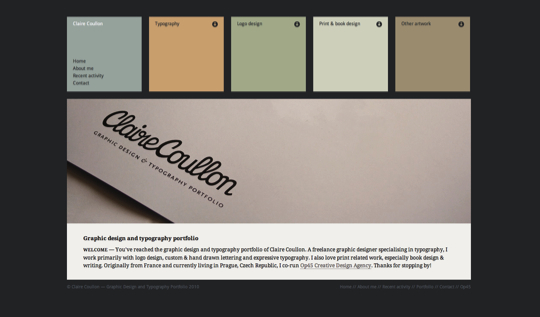 Claire Coullon
Typography
Logo design
Print & book design
Other artwork
Home
About me
Recent activity
Contact
Claire Coullon
GRAPHIC DESIGN & TYPOGRAPHY PORTFOLIO
Graphic design and typography portfolio
WELCOME — You've reached the graphic design and typography portfolio of Claire Coullon. A freelance graphic designer specialising in typography, I
work primarily with logo design, custom & hand drawn lettering and expressive typography. I also love print related work, especially book design &
writing. Originally from France and currently living in Prague, Czech Republic, I co-run Op45 Creative Design Agency. Thanks for stopping by!
© Claire Coullon — Graphic Design and Typography Portfolio 2010
Home // About me // Recent activity // Portfolio // Contact // Op45